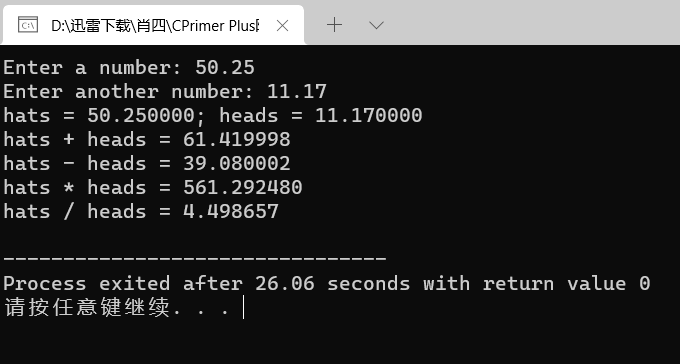 D:\迅雷下载\肖四\CPrimer Plus
Enter a number: 50.25
Enter another number: 11.17
hats = 50.250000; heads = 11.170000
hats + heads = 61.419998
hats - heads = 39.080002
hats * heads = 561.292480
hats / heads = 4.498657
--------------------------------
Process exited after 26.06 seconds with return value 0
请按任意键继续. . .